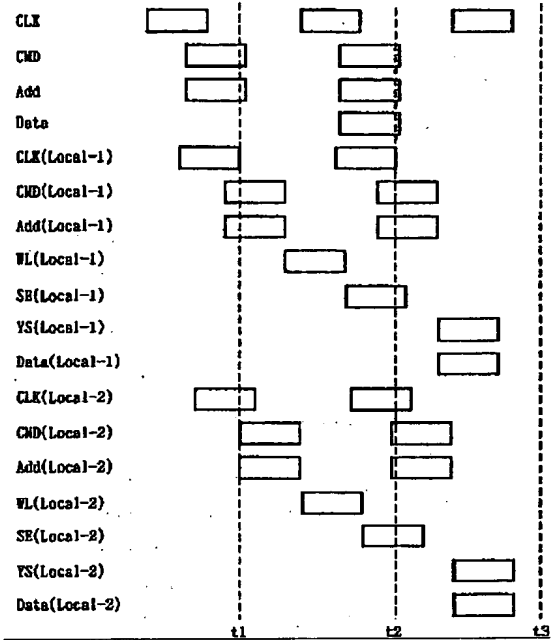 CLK
CMD
Add
Data
CLK(Local-1)
CMD(Local-1)
Add(Local-1)
WL(Local-1)
SE(Local-1)
YS(Local-1)
Data(Local-1)
CLK(Local-2)
CMD(Local-2)
Add(Local-2)
WL(Local-2)
SE(Local-2)
YS(Local-2)
Data(Local-2)
t1 t2 t3